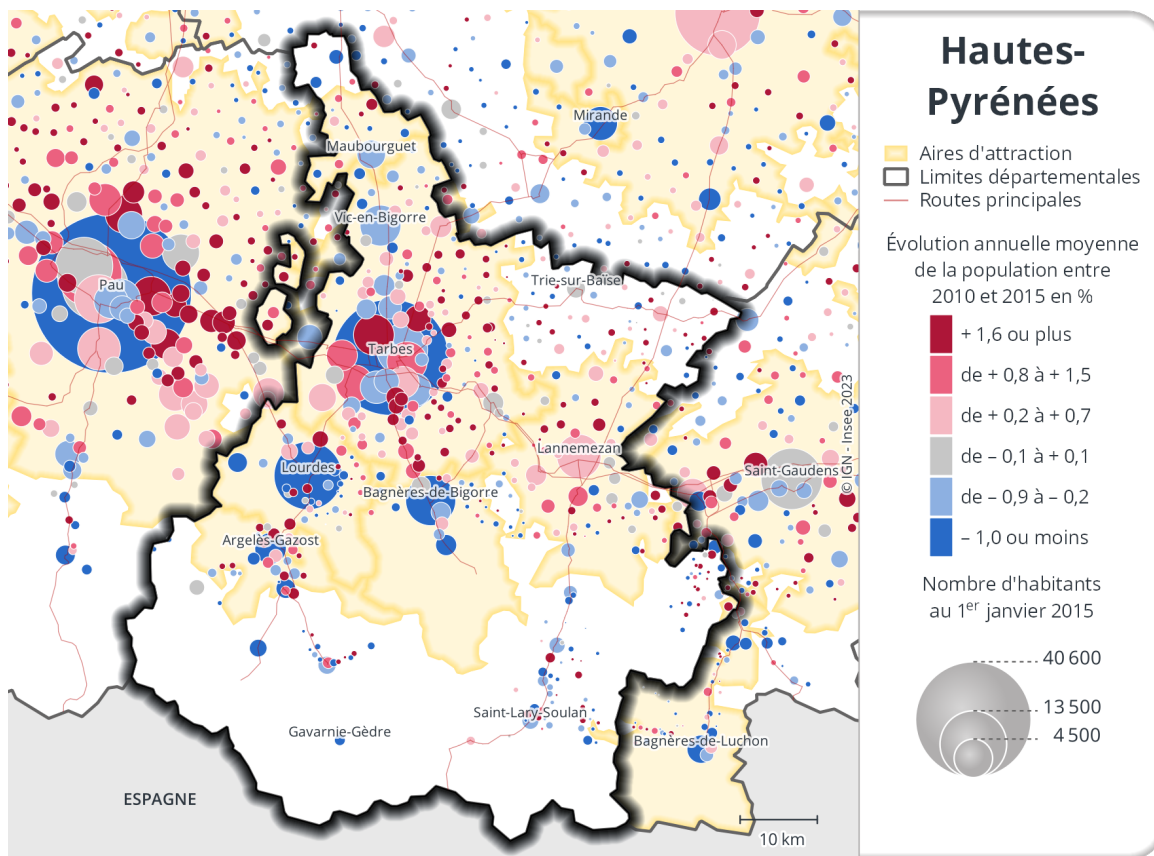 Mirande
Maubourguet
Vic-en-Bigorre
Trie-sur-Baïse
Pau
Tarbes
Lannemezan
Saint-Gaudens
Lourdes
Bagnères-de-Bigorre
Argelès-Gazost
Saint-Lary-Soulan
Gavarnie-Gèdre
Bagnères-de-Luchon
ESPAGNE
10 km
© IGN - Insee 2023
Hautes-
Pyrénées
Aires d'attraction
Limites départementales
Routes principales
Évolution annuelle moyenne
de la population entre
2010 et 2015 en %
+ 1,6 ou plus
de + 0,8 à + 1,5
de + 0,2 à + 0,7
de – 0,1 à + 0,1
de – 0,9 à – 0,2
– 1,0 ou moins
Nombre d'habitants
au 1er janvier 2015
40 600
13 500
4 500